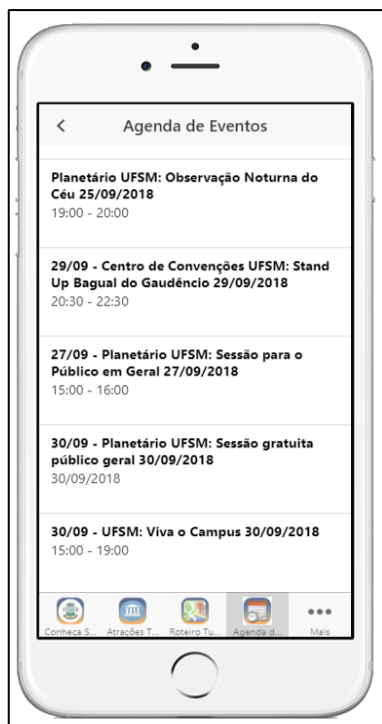 Agenda de Eventos
Planetário UFSM: Observação Noturna do
Céu 25/09/2018
19:00 - 20:00
29/09 - Centro de Convenções UFSM: Stand
Up Bagual do Gaudêncio 29/09/2018
20:30 - 22:30
27/09 - Planetário UFSM: Sessão para o
Público em Geral 27/09/2018
15:00 - 16:00
30/09 - Planetário UFSM: Sessão gratuita
público geral 30/09/2018
30/09/2018
30/09 - UFSM: Viva o Campus 30/09/2018
15:00 - 19:00
Conheça S... Atrações T... Roteiro Tu... Agenda d... Mais